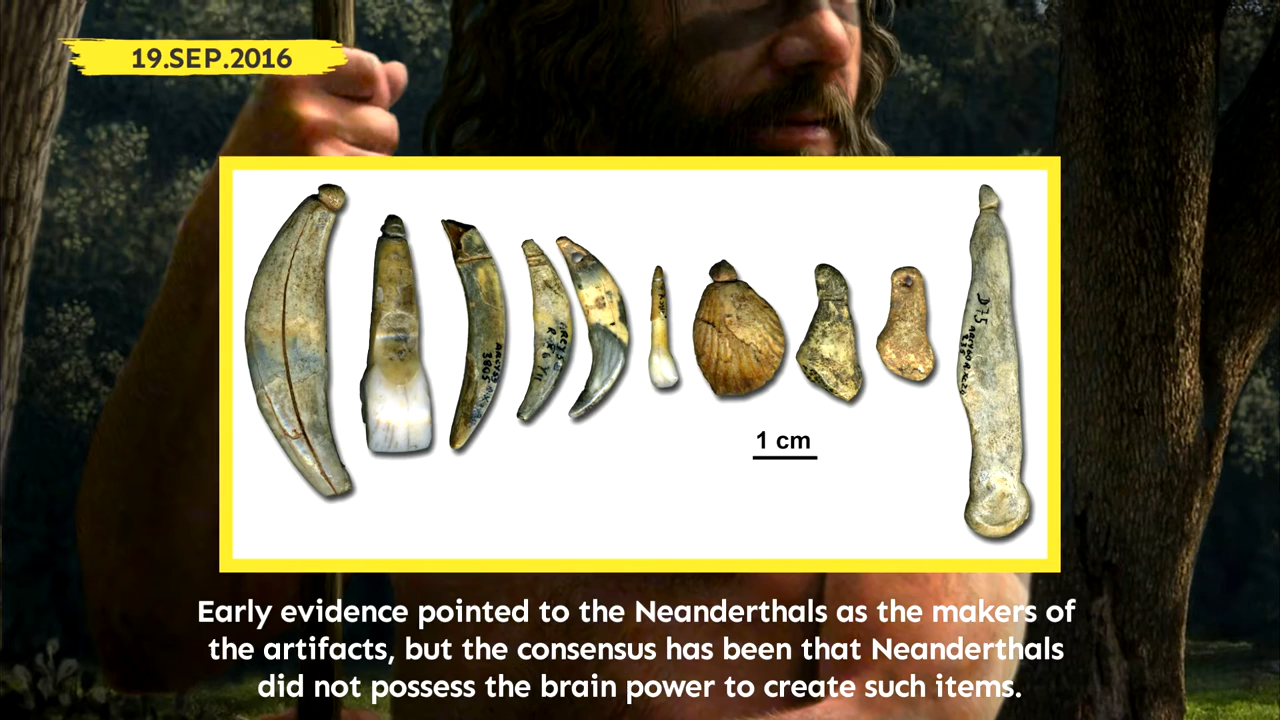 19.SEP.2016
1 cm
Early evidence pointed to the Neanderthals as the makers of
the artifacts, but the consensus has been that Neanderthals
did not possess the brain power to create such items.